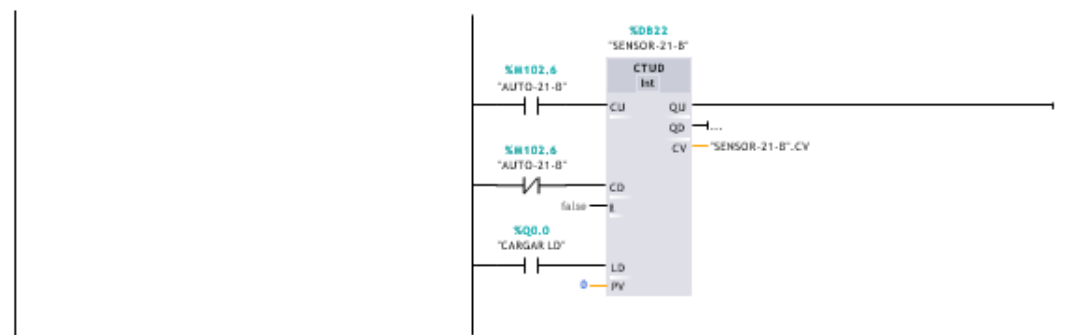 %DB22
"SENSOR-21-B"
%M102.6
"AUTO-21-B"
CTUD
Int
CU
QU
QD
...
CV
"SENSOR-21-B".CV
%M102.6
"AUTO-21-B"
CD
false
R
%Q0.0
"CARGAR LD"
LD
0
PV